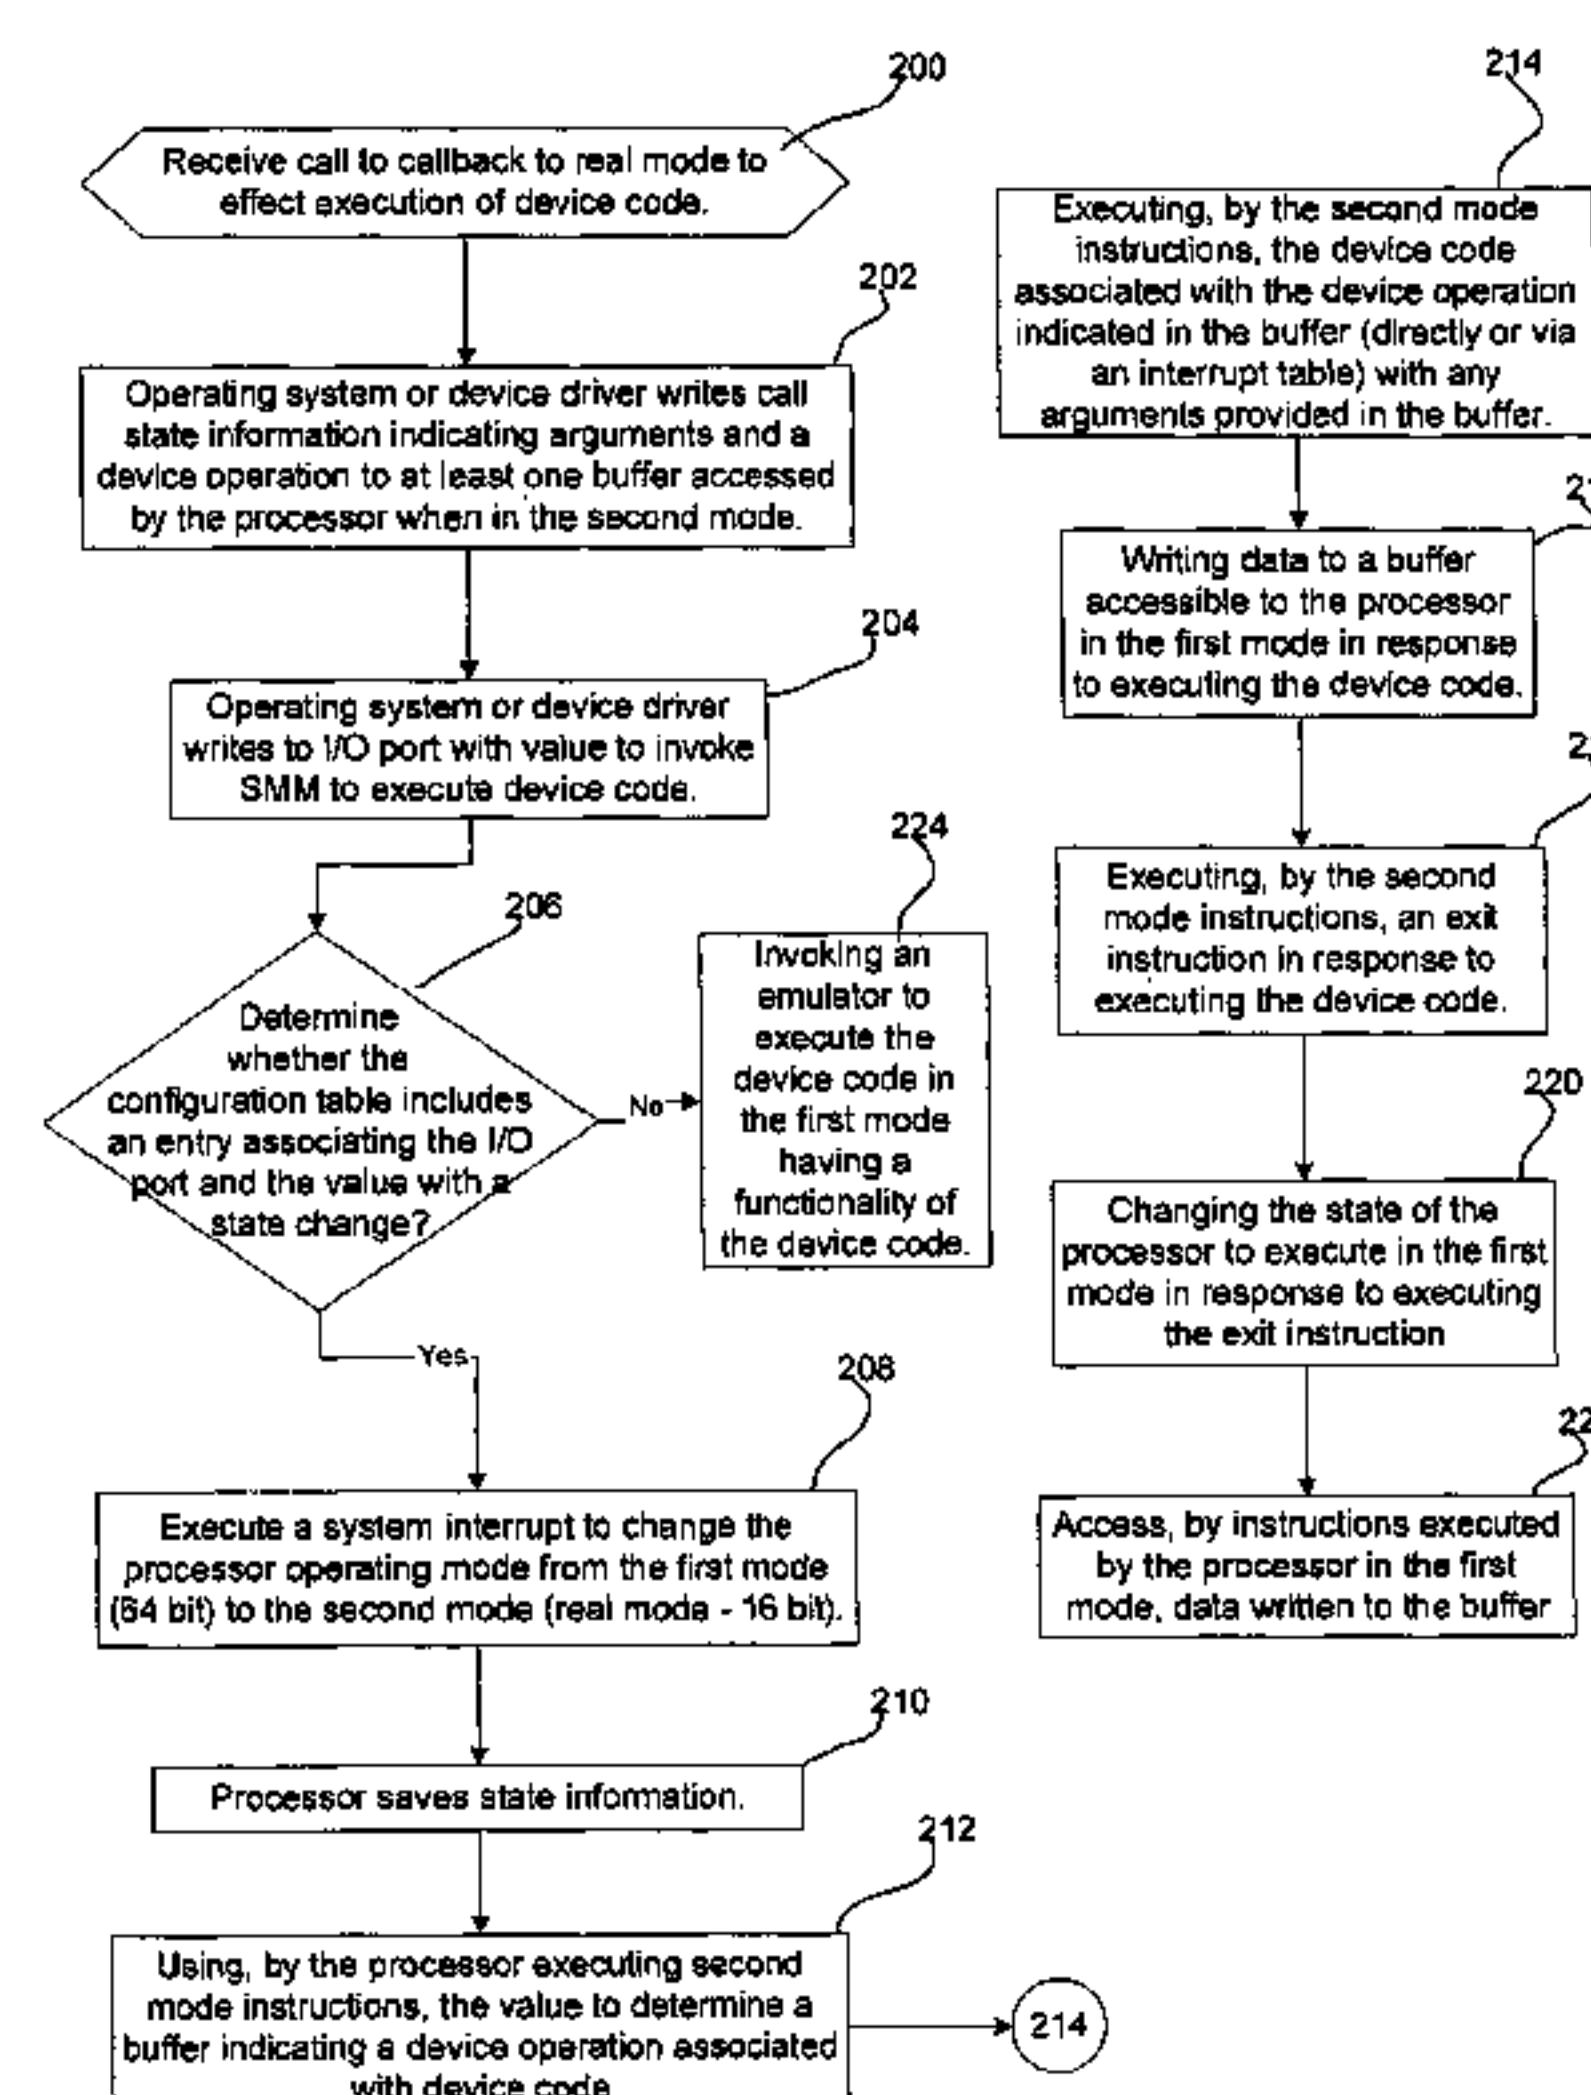 200
Receive call to callback to real mode to
effect execution of device code.
202
Operating system or device driver writes call
state information indicating arguments and a
device operation to at least one buffer accessed
by the processor when in the second mode.
204
Operating system or device driver
writes to I/O port with value to invoke
SMM to execute device code.
206
Determine
whether the
configuration table includes
an entry associating the I/O
port and the value with a
state change?
No
224
Invoking an
emulator to
execute the
device code in
the first mode
having a
functionality of
the device code.
Yes
208
Execute a system interrupt to change the
processor operating mode from the first mode
(64 bit) to the second mode (real mode - 16 bit).
210
Processor saves state information.
212
Using, by the processor executing second
mode instructions, the value to determine a
buffer indicating a device operation associated
with device code
214
214
Executing, by the second mode
instructions, the device code
associated with the device operation
indicated in the buffer (directly or via
an interrupt table) with any
arguments provided in the buffer.
Writing data to a buffer
accessible to the processor
in the first mode in response
to executing the device code.
Executing, by the second
mode instructions, an exit
instruction in response to
executing the device code.
220
Changing the state of the
processor to execute in the first
mode in response to executing
the exit instruction
Access, by instructions executed
by the processor in the first
mode, data written to the buffer